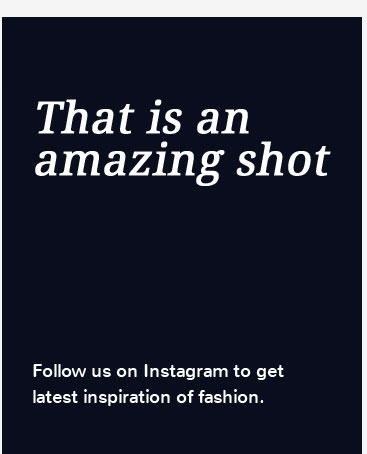 That is an
amazing shot
Follow us on Instagram to get
latest inspiration of fashion.